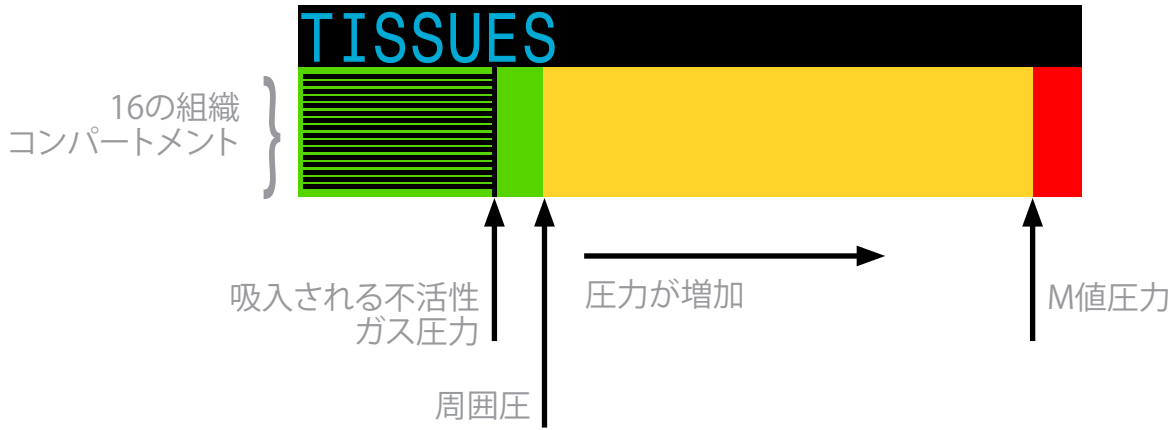 TISSUES
16の組織
コンパートメント
吸入される不活性
ガス圧力
圧力が増加
M値圧力
周囲圧